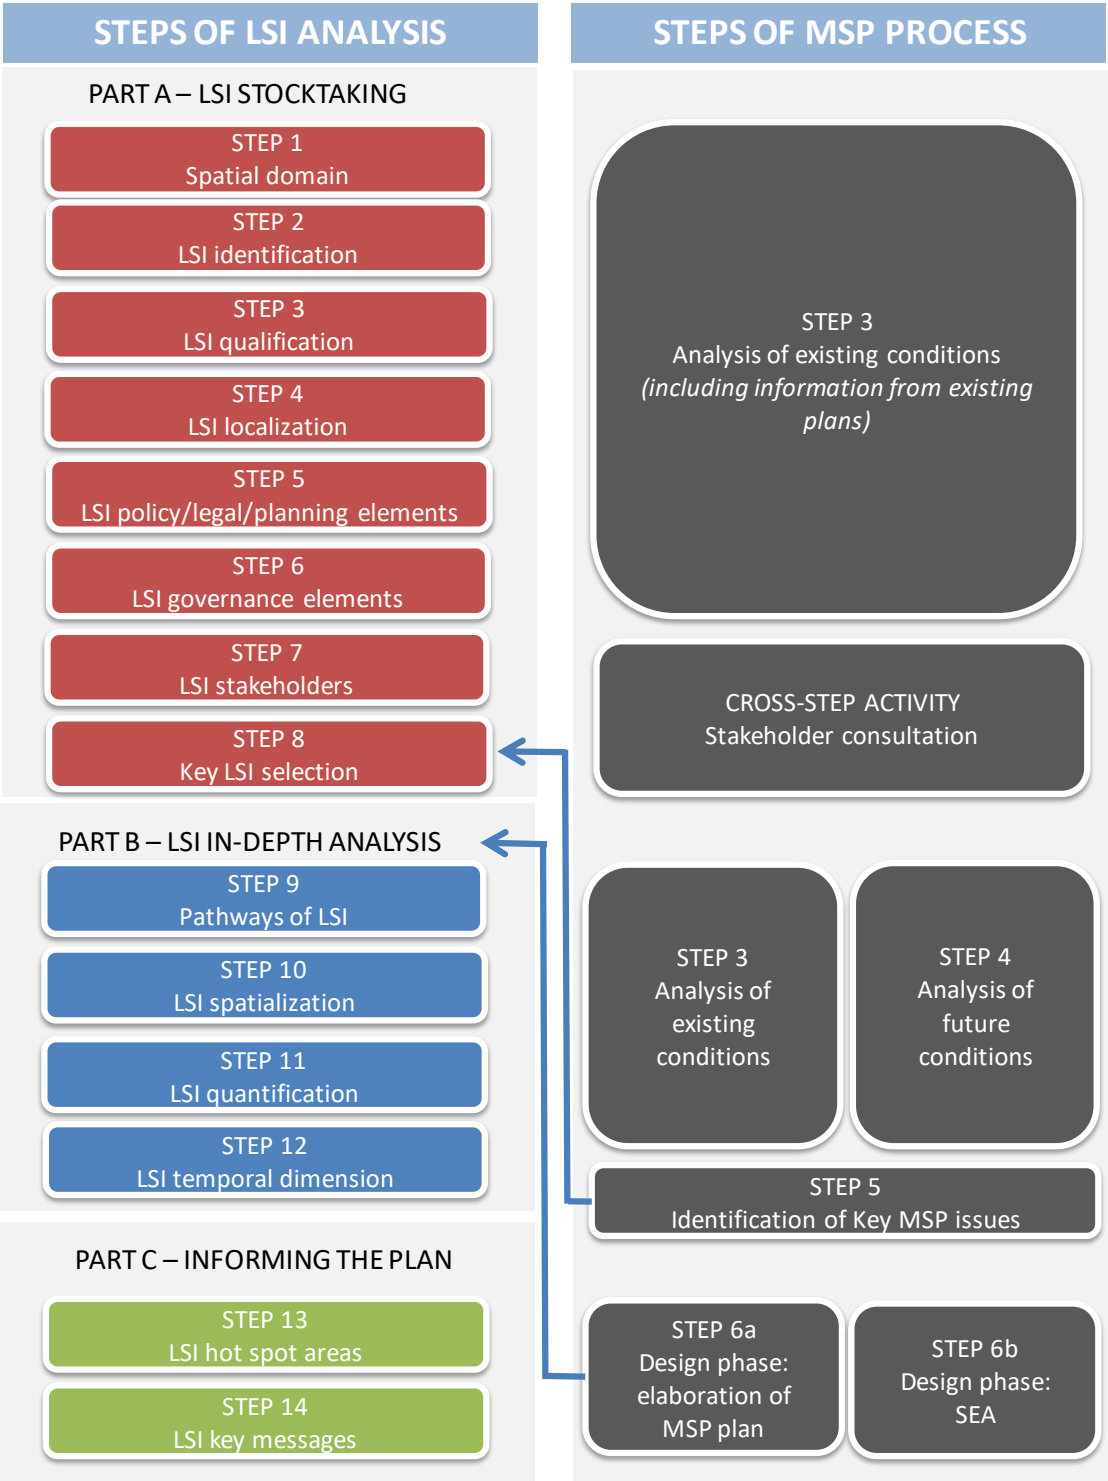 STEPS OF LSI ANALYSIS
PART A – LSI STOCKTAKING
STEP 1
Spatial domain
STEP 2
LSI identification
STEP 3
LSI qualification
STEP 4
LSI localization
STEP 5
LSI policy/legal/planning elements
STEP 6
LSI governance elements
STEP 7
LSI stakeholders
STEP 8
Key LSI selection
PART B – LSI IN-DEPTH ANALYSIS
STEP 9
Pathways of LSI
STEP 10
LSI spatialization
STEP 11
LSI quantification
STEP 12
LSI temporal dimension
PART C – INFORMING THE PLAN
STEP 13
LSI hot spot areas
STEP 14
LSI key messages
STEPS OF MSP PROCESS
STEP 3
Analysis of existing conditions
(including information from existing
plans)
CROSS-STEP ACTIVITY
Stakeholder consultation
STEP 3
Analysis of
existing
conditions
STEP 4
Analysis of
future
conditions
STEP 5
Identification of Key MSP issues
STEP 6a
Design phase:
elaboration of
MSP plan
STEP 6b
Design phase:
SEA